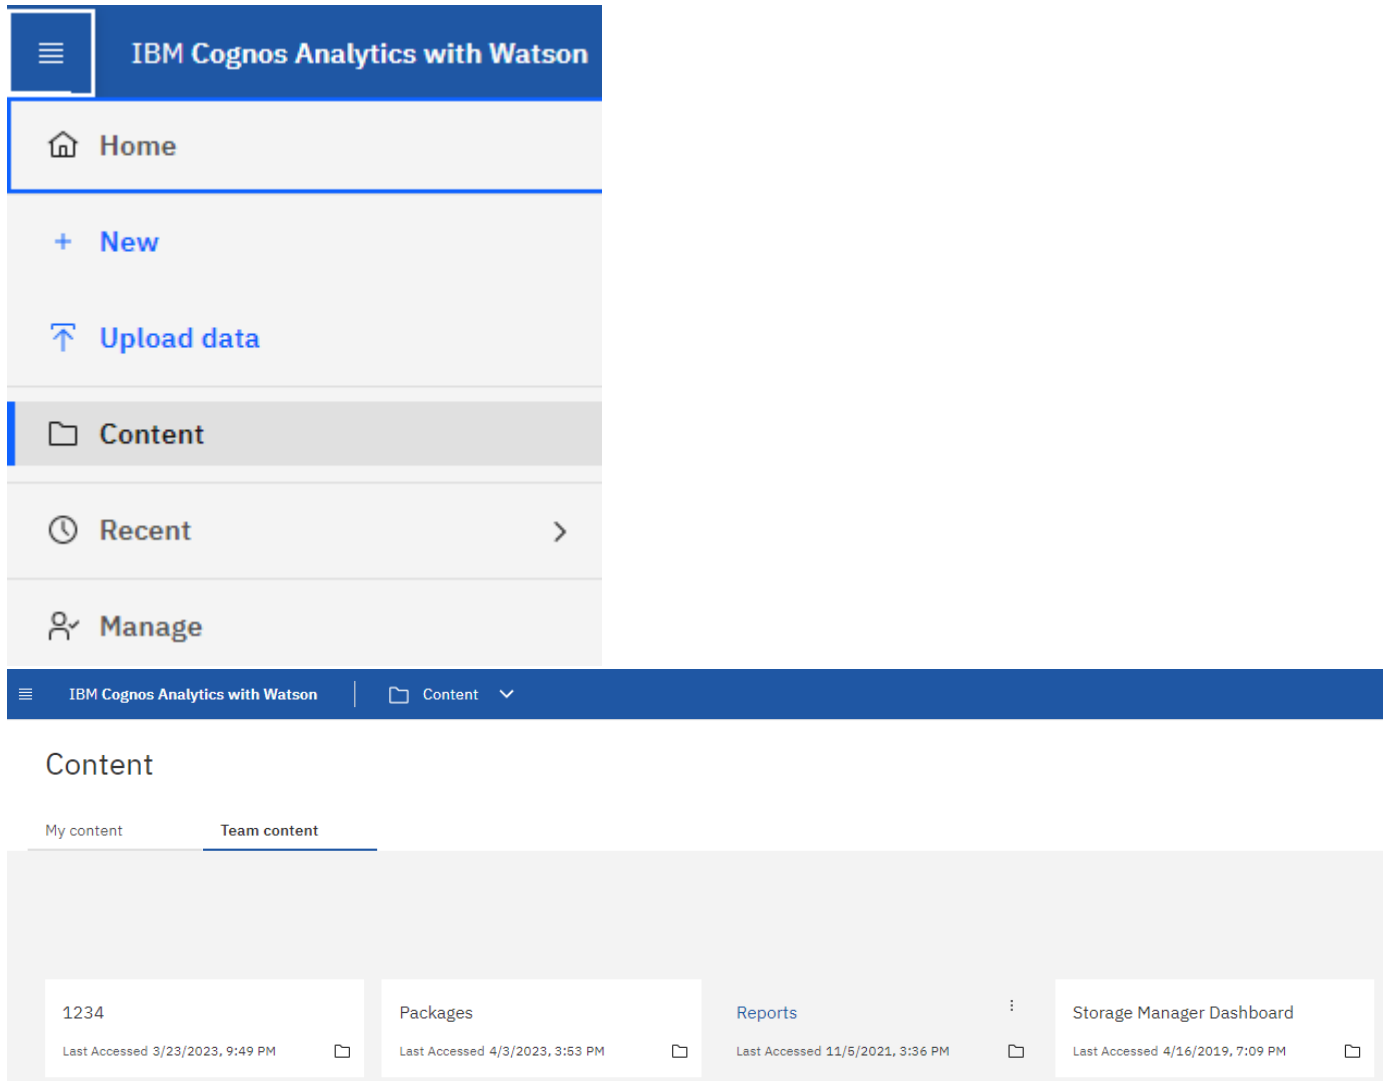 IBM Cognos Analytics with Watson
Home
New
Upload data
Content
Recent
Manage
IBM Cognos Analytics with Watson Content
Content
My content Team content
1234 Packages Reports Storage Manager Dashboard
Last Accessed 3/23/2023, 9:49 PM Last Accessed 4/3/2023, 3:53 PM Last Accessed 11/5/2021, 3:36 PM Last Accessed 4/16/2019, 7:09 PM